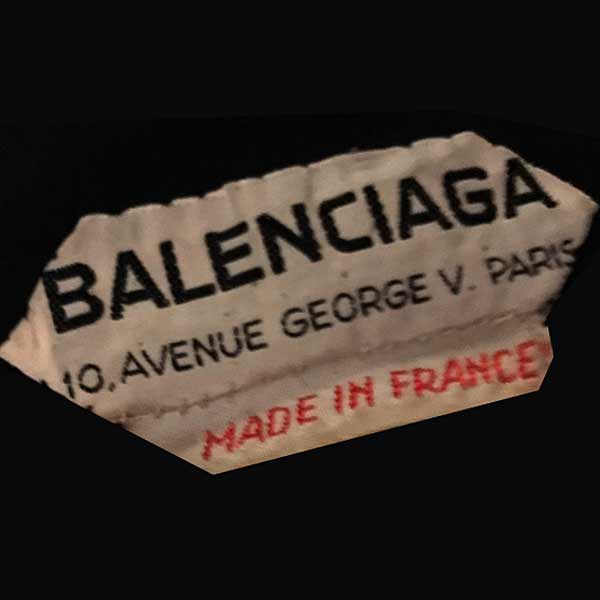 BALENCIAGA
10, AVENUE GEORGE V. PARIS
MADE IN FRANCE